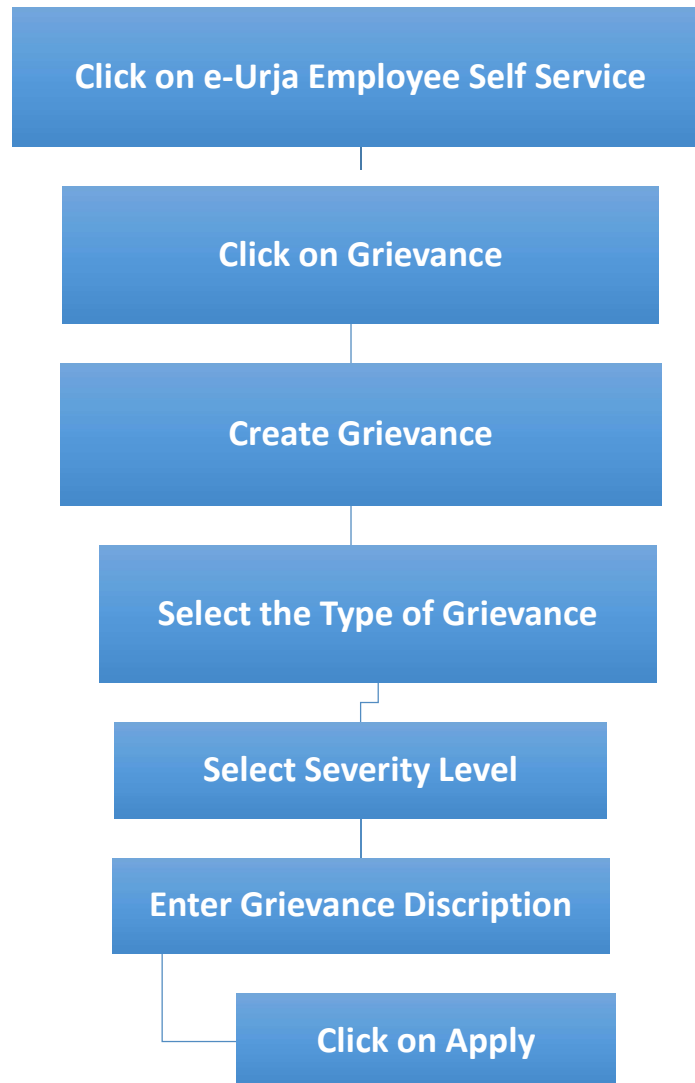 Click on e-Urja Employee Self Service
Click on Grievance
Create Grievance
Select the Type of Grievance
Select Severity Level
Enter Grievance Discription
Click on Apply